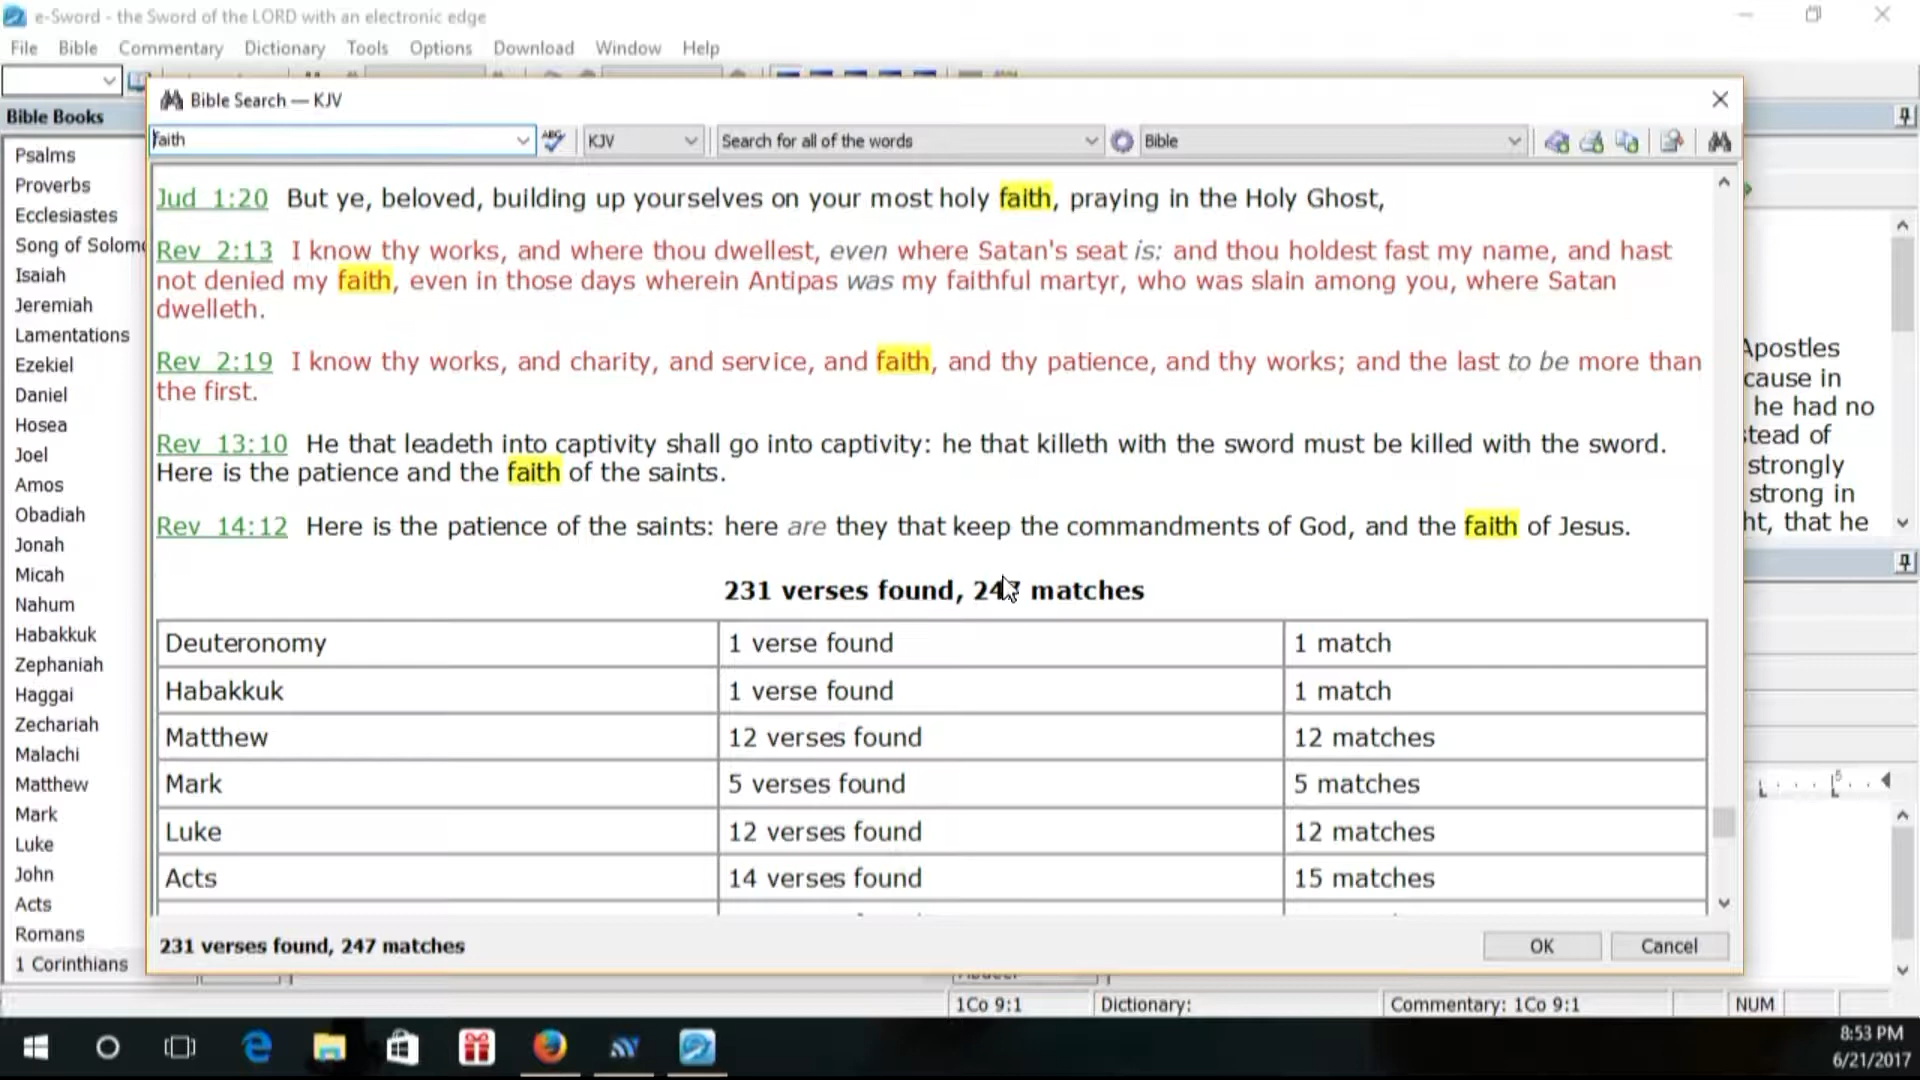 e-Sword - the Sword of the LORD with an electronic edge
File Bible Commentary Dictionary Tools Options Download Window Help
Bible Search — KJV
faith KJV Search for all of the words Bible
Bible Books
Psalms
Proverbs
Ecclesiastes
Song of Solomo
Isaiah
Jeremiah
Lamentations
Ezekiel
Daniel
Hosea
Joel
Amos
Obadiah
Jonah
Micah
Nahum
Habakkuk
Zephaniah
Haggai
Zechariah
Malachi
Matthew
Mark
Luke
John
Acts
Romans
1 Corinthians
Jud 1:20 But ye, beloved, building up yourselves on your most holy faith, praying in the Holy Ghost,
Rev 2:13 I know thy works, and where thou dwellest, even where Satan's seat is: and thou holdest fast my name, and hast
not denied my faith, even in those days wherein Antipas was my faithful martyr, who was slain among you, where Satan
dwelleth.
Rev 2:19 I know thy works, and charity, and service, and faith, and thy patience, and thy works; and the last to be more than
the first.
Rev 13:10 He that leadeth into captivity shall go into captivity: he that killeth with the sword must be killed with the sword.
Here is the patience and the faith of the saints.
Rev 14:12 Here is the patience of the saints: here are they that keep the commandments of God, and the faith of Jesus.
231 verses found, 247 matches
Deuteronomy 1 verse found 1 match
Habakkuk 1 verse found 1 match
Matthew 12 verses found 12 matches
Mark 5 verses found 5 matches
Luke 12 verses found 12 matches
Acts 14 verses found 15 matches
231 verses found, 247 matches
OK Cancel
Apostles
cause in
he had no
stead of
strongly
strong in
ht, that he
5
1Co 9:1 Dictionary: Commentary: 1Co 9:1 NUM
8:53 PM
6/21/2017